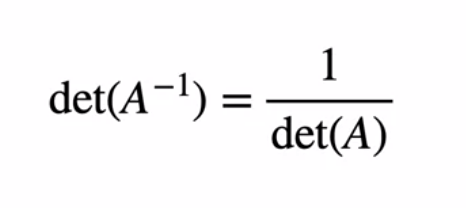 det(A⁻¹) = 1/det(A)